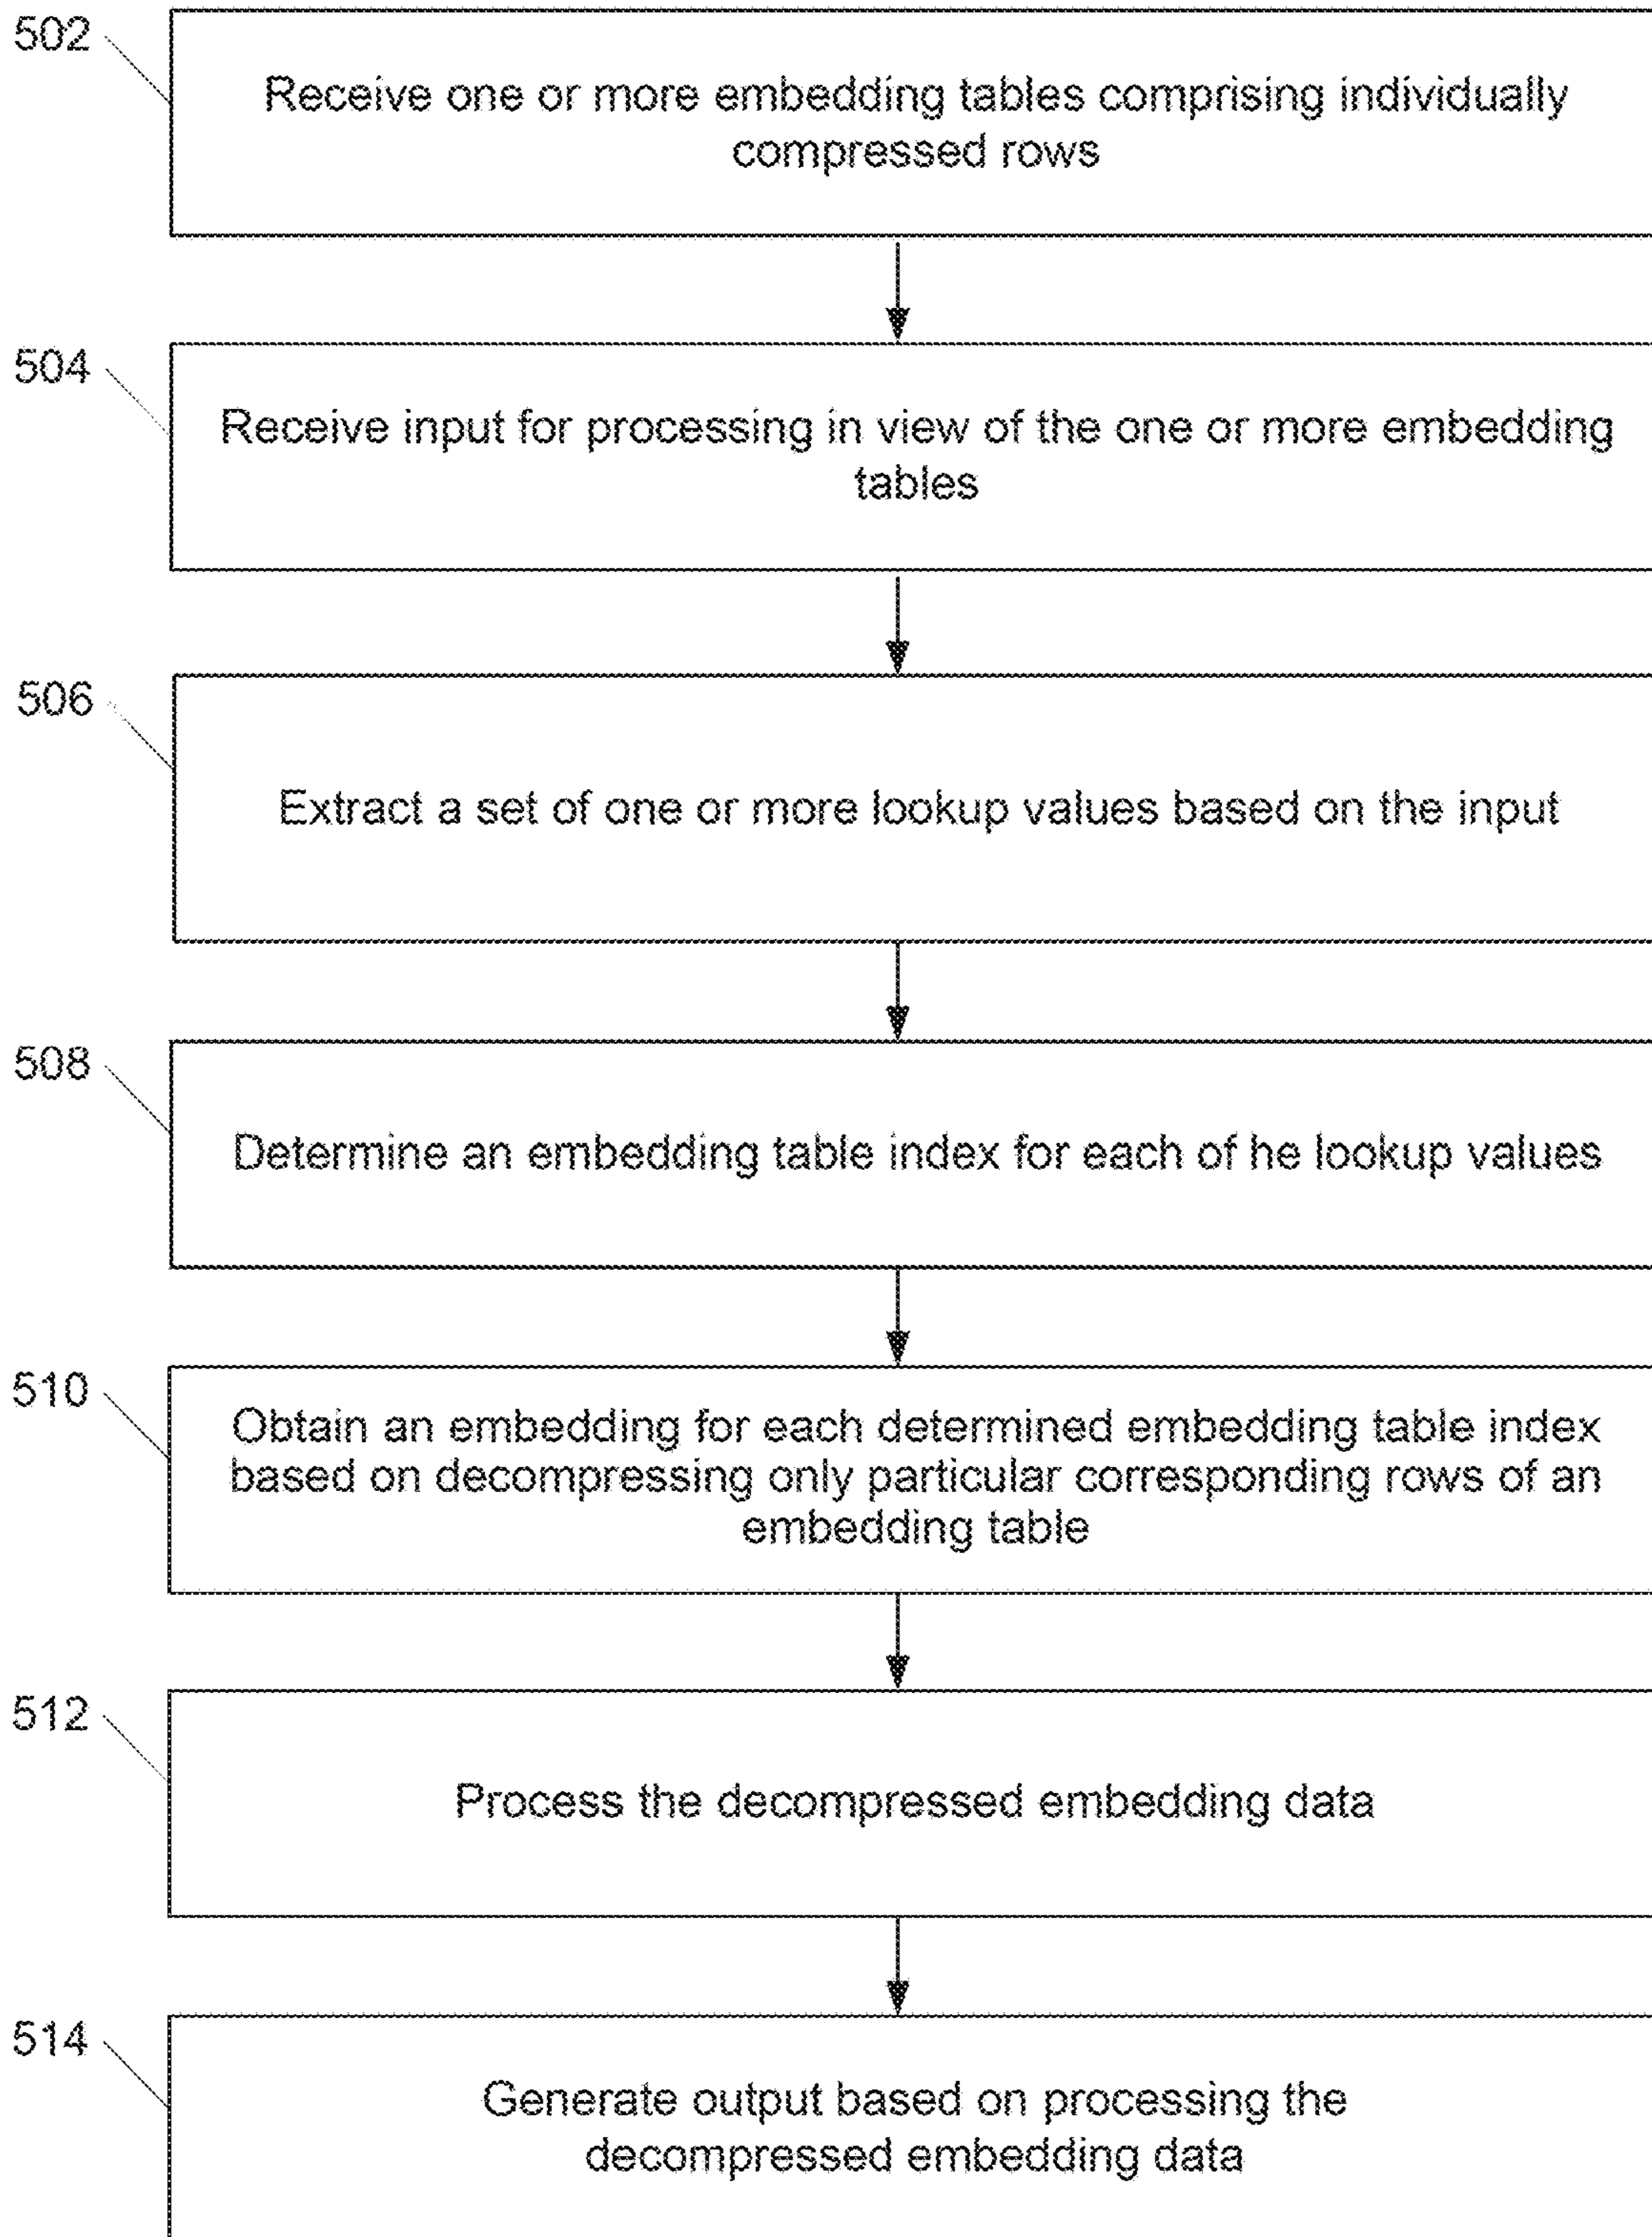 502
Receive one or more embedding tables comprising individually
compressed rows
504
Receive input for processing in view of the one or more embedding
tables
506
Extract a set of one or more lookup values based on the input
508
Determine an embedding table index for each of he lookup values
510
Obtain an embedding for each determined embedding table index
based on decompressing only particular corresponding rows of an
embedding table
512
Process the decompressed embedding data
514
Generate output based on processing the
decompressed embedding data